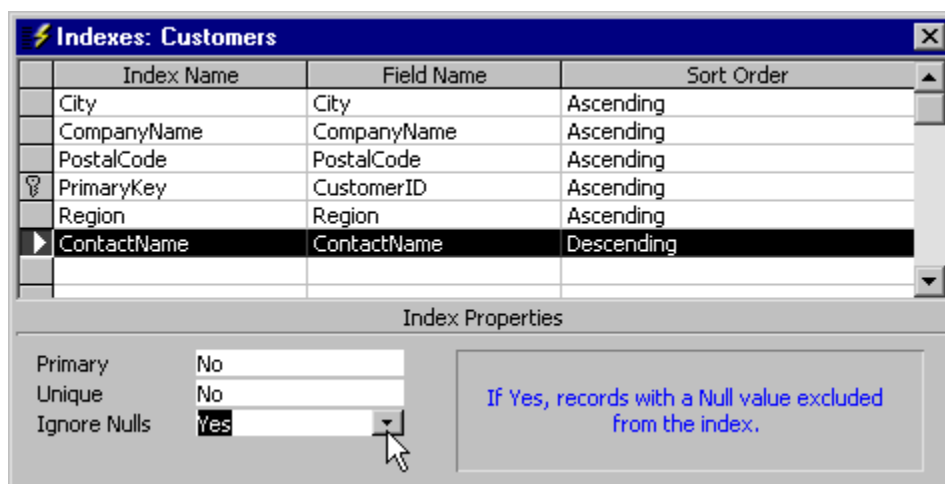 Indexes: Customers
Index Name Field Name Sort Order
City City Ascending
CompanyName CompanyName Ascending
PostalCode PostalCode Ascending
PrimaryKey CustomerID Ascending
Region Region Ascending
ContactName ContactName Descending
Index Properties
Primary No
Unique No
Ignore Nulls Yes
If Yes, records with a Null value excluded
from the index.